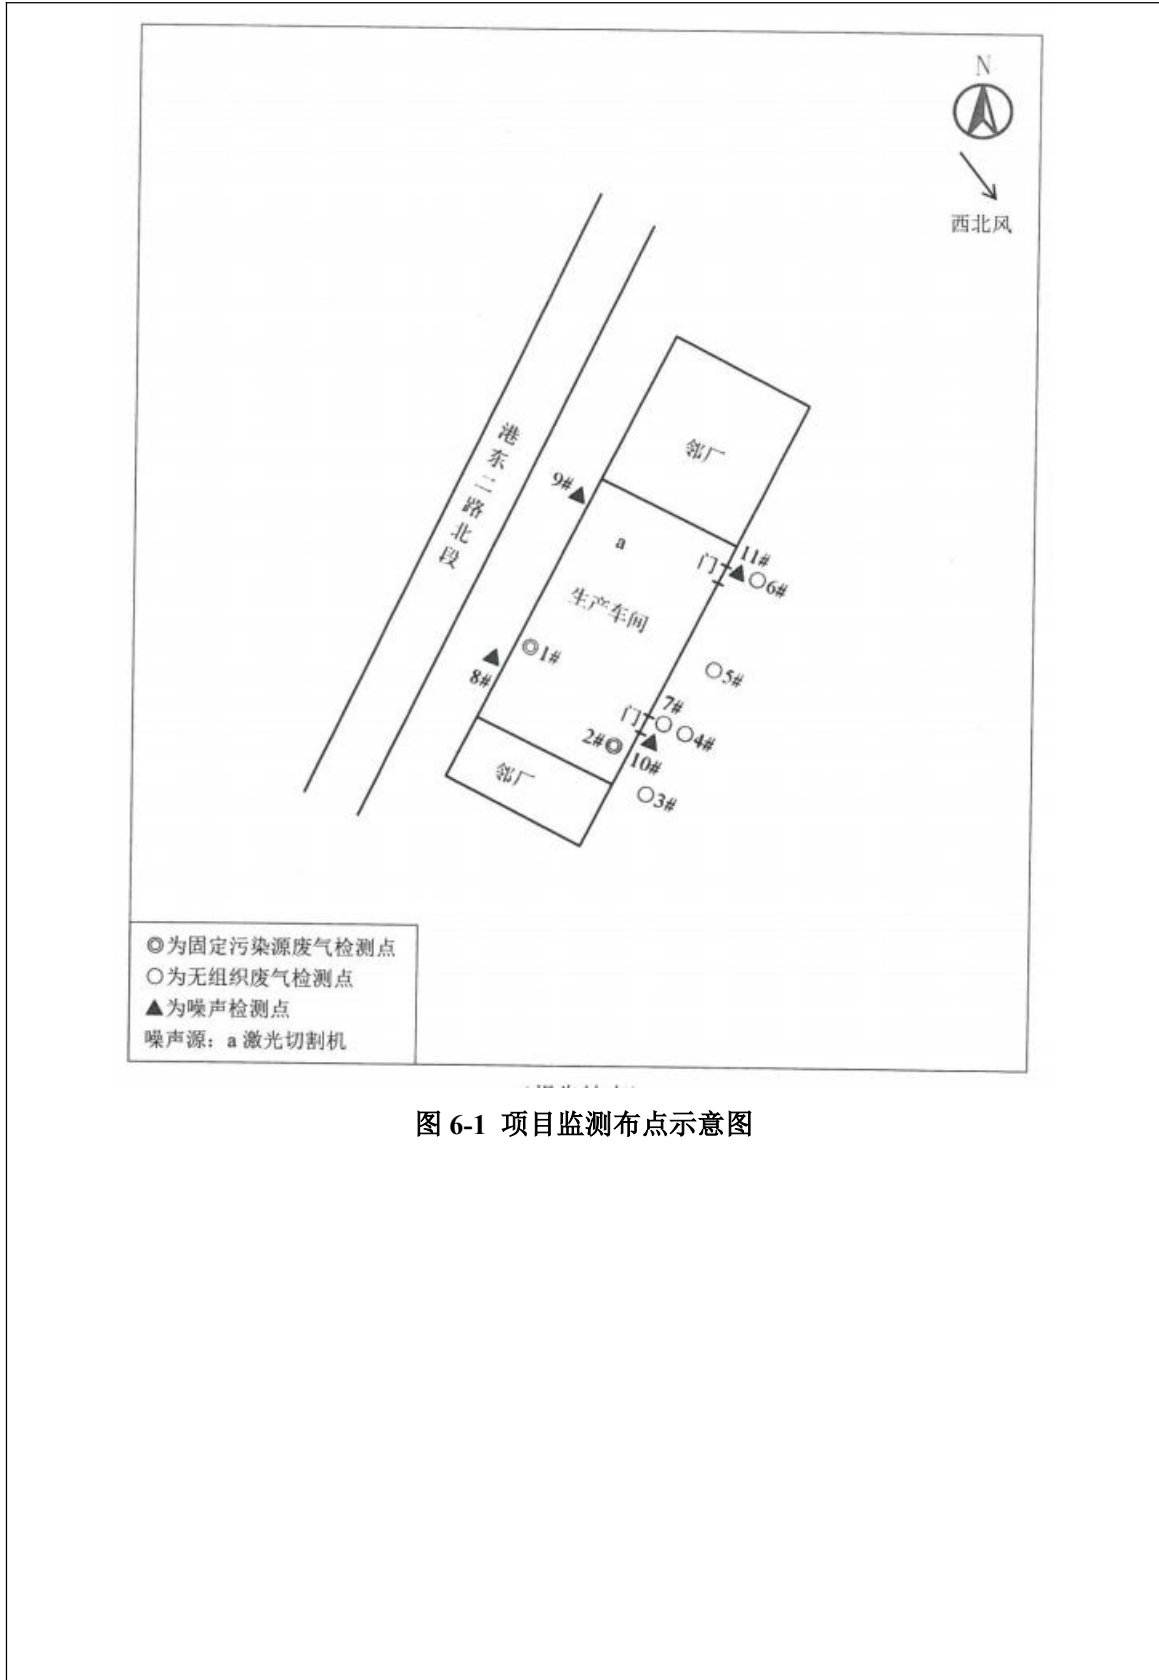 N
西北风
港东二路北段
邻厂
9#
a
11#
门
6#
生产车间
1#
8#
5#
7#
门
4#
2#
10#
邻厂
3#
◎为固定污染源废气检测点
○为无组织废气检测点
▲为噪声检测点
噪声源：a 激光切割机
图 6-1 项目监测布点示意图